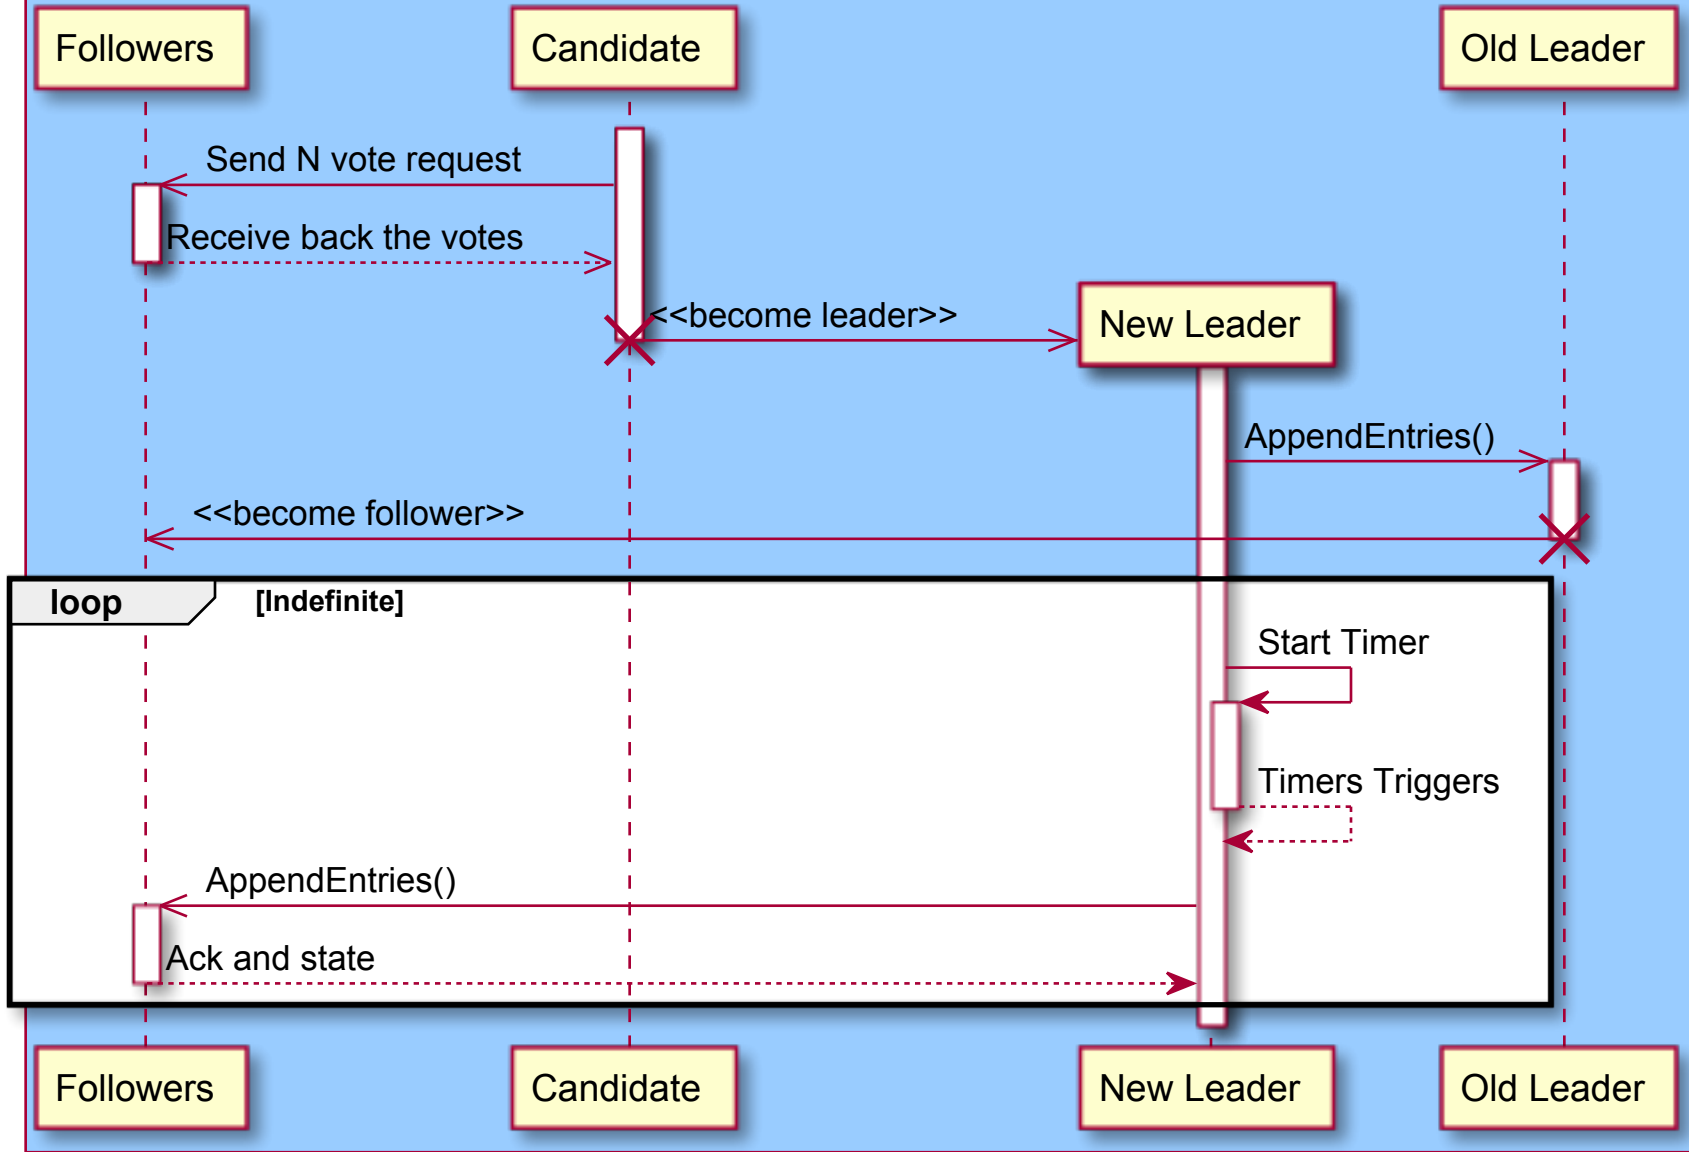 Followers
Candidate
Old Leader
Send N vote request
Receive back the votes
<<become leader>>
New Leader
AppendEntries()
<<become follower>>
loop
[Indefinite]
Start Timer
Timers Triggers
AppendEntries()
Ack and state
Followers
Candidate
New Leader
Old Leader